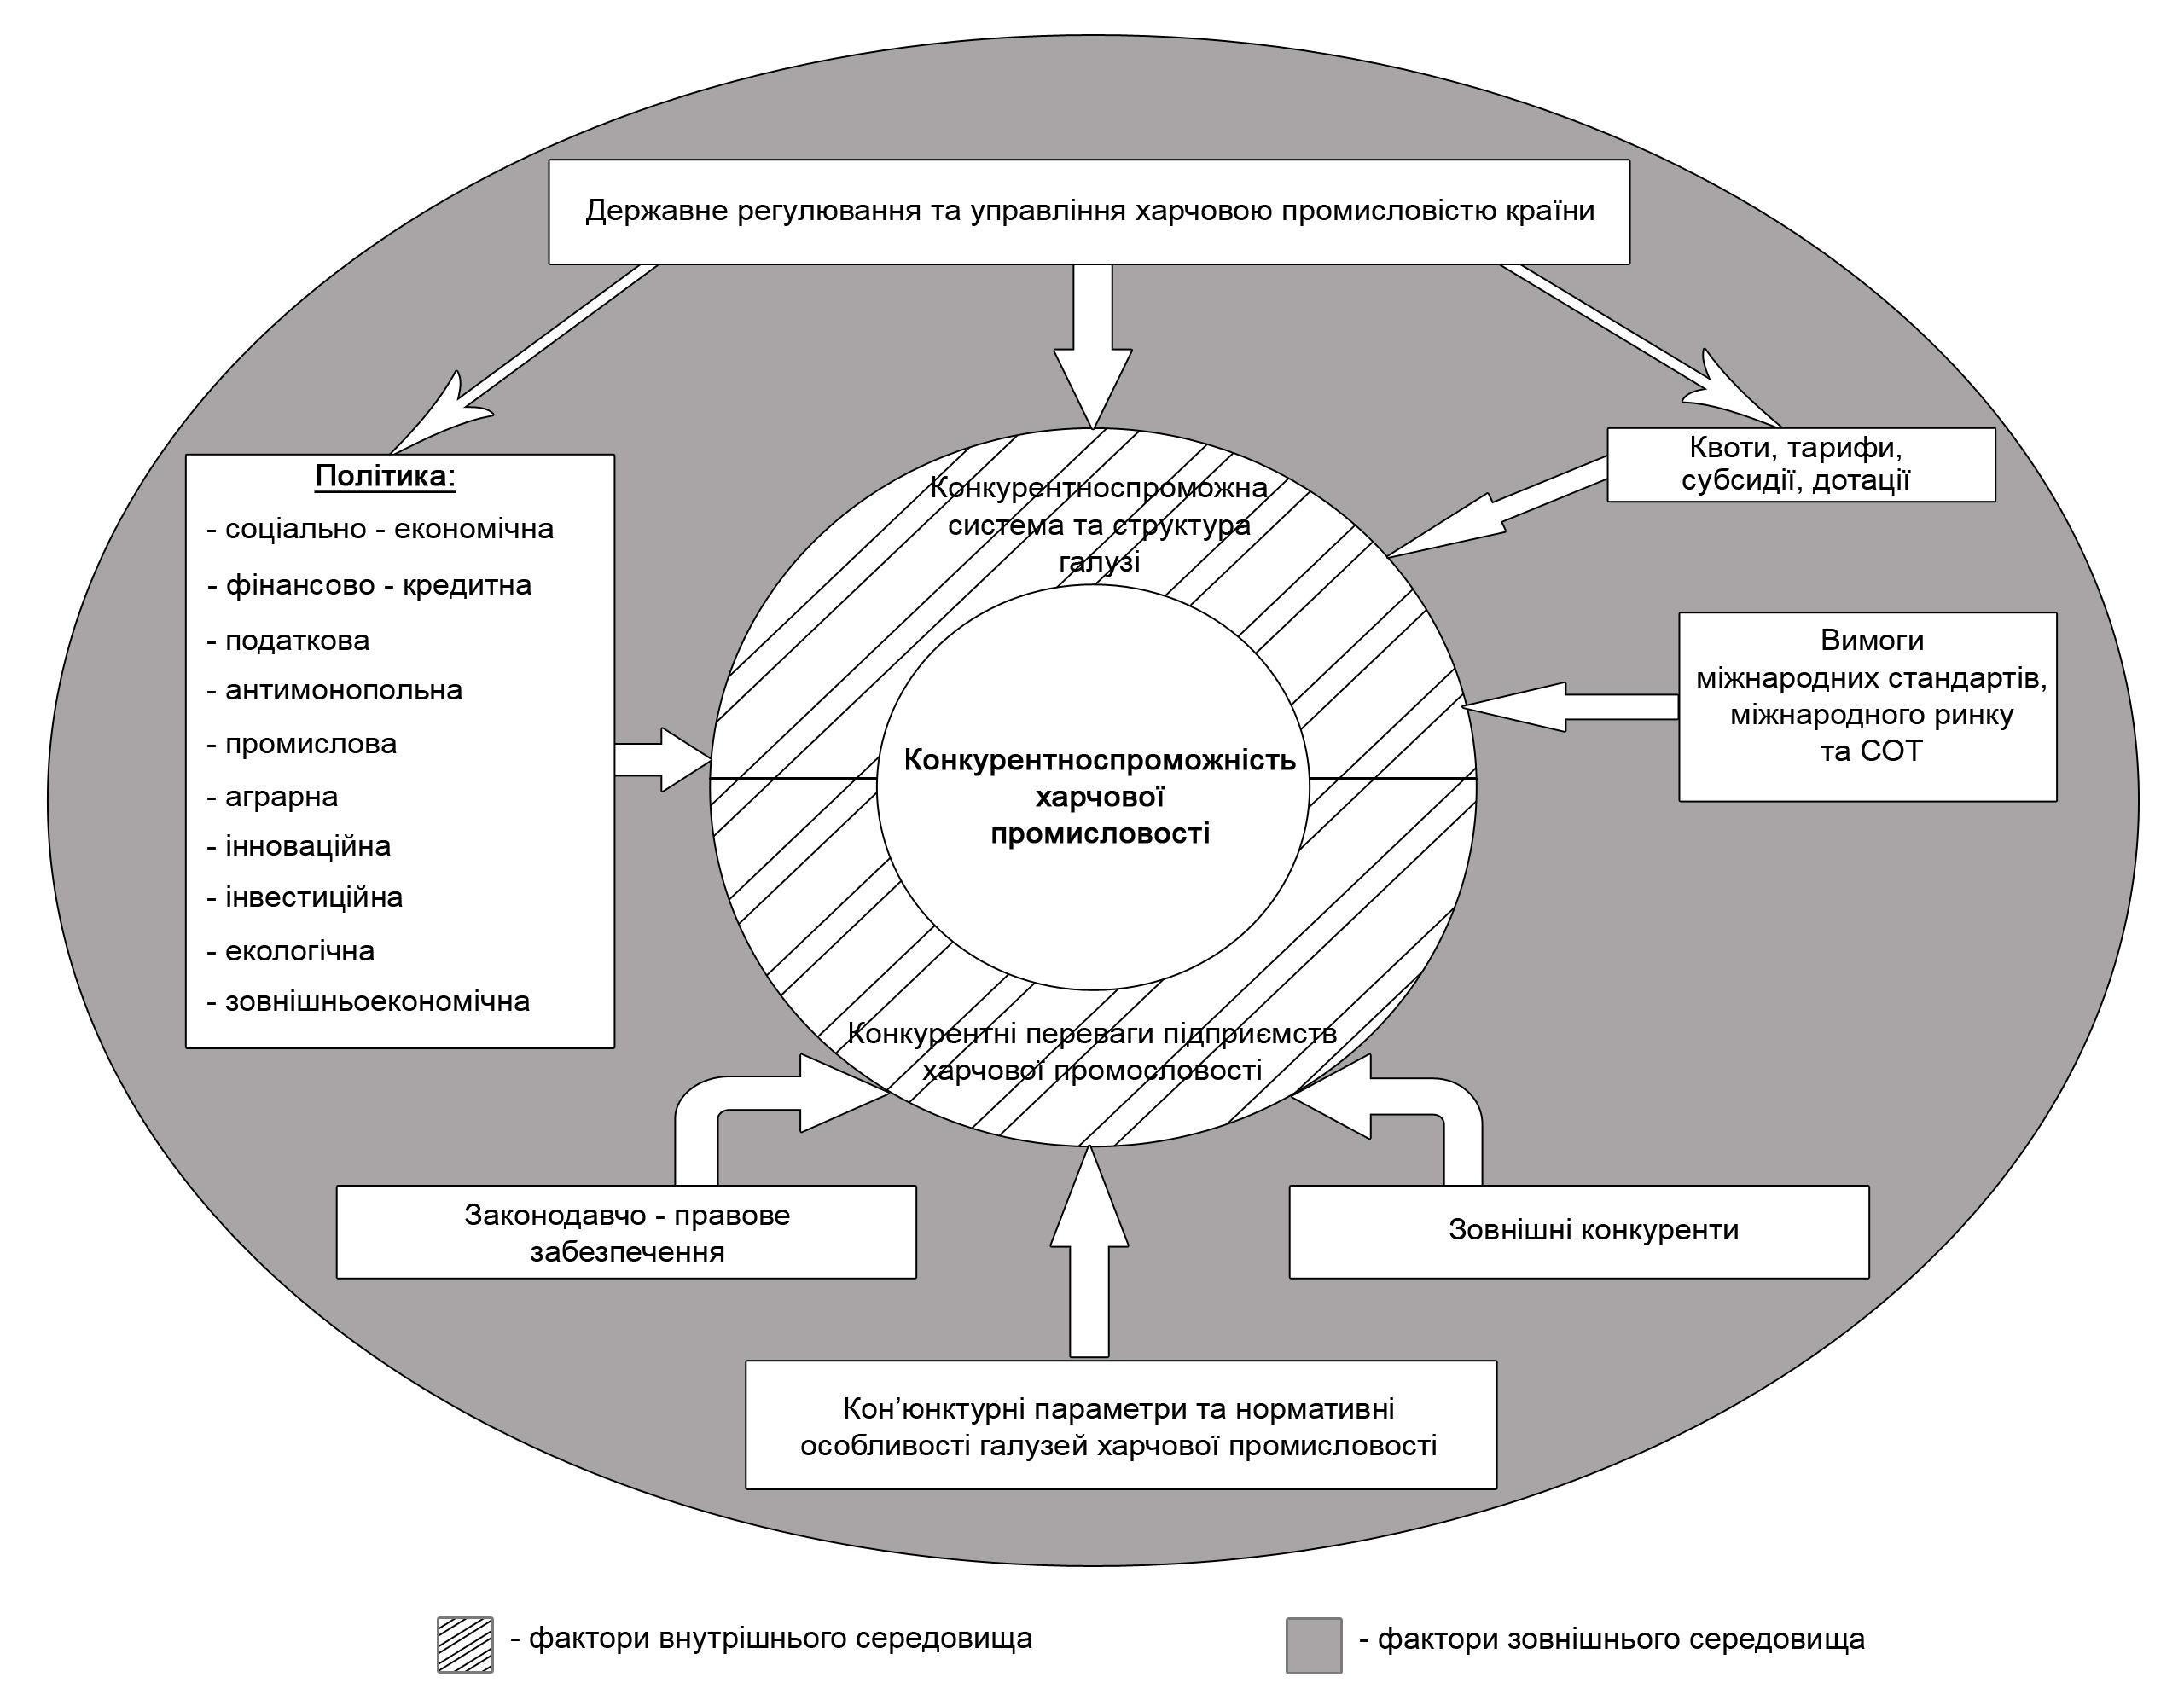 Державне регулювання та управління харчовою промисловістю країни
Політика:
- соціально - економічна
- фінансово - кредитна
- податкова
- антимонопольна
- промислова
- аграрна
- інноваційна
- інвестиційна
- екологічна
- зовнішньоекономічна
Конкурентноспроможна
система та структура
галузі
Конкурентноспроможність
харчової
промисловості
Конкурентні переваги підприємств
харчової промословості
Квоти, тарифи,
субсидії, дотації
Вимоги
міжнародних стандартів,
міжнародного ринку
та СОТ
Законодавчо - правове
забезпечення
Зовнішні конкуренти
Кон’юнктурні параметри та нормативні
особливості галузей харчової промисловості
- фактори внутрішнього середовища
- фактори зовнішнього середовища